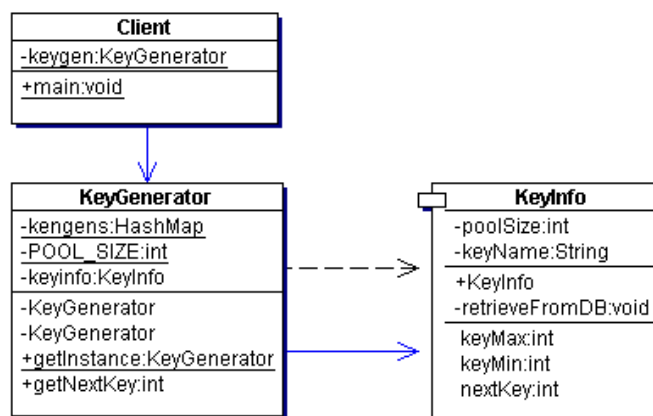 Client
-keygen:KeyGenerator
+main:void
KeyGenerator
-kengens:HashMap
-POOL_SIZE:int
-keyinfo:KeyInfo
-KeyGenerator
-KeyGenerator
+getInstance:KeyGenerator
+getNextKey:int
KeyInfo
-poolSize:int
-keyName:String
+KeyInfo
-retrieveFromDB:void
keyMax:int
keyMin:int
nextKey:int